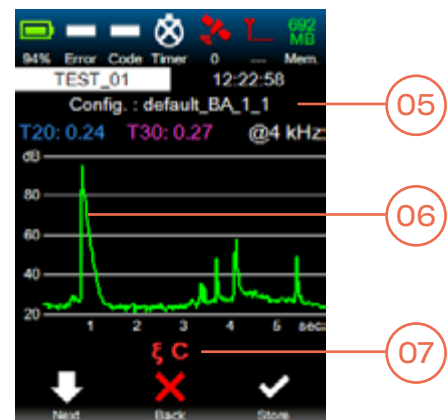 692
MB
94% Error Code Timer 0 --- Mem.
TEST_01 12:22:58
Config. : default_BA_1_1
05
T20: 0.24 T30: 0.27 @4 kHz:
dB
80
06
60
40
20
1 2 3 4 5 sec.
ξ C
07
Next Back Store